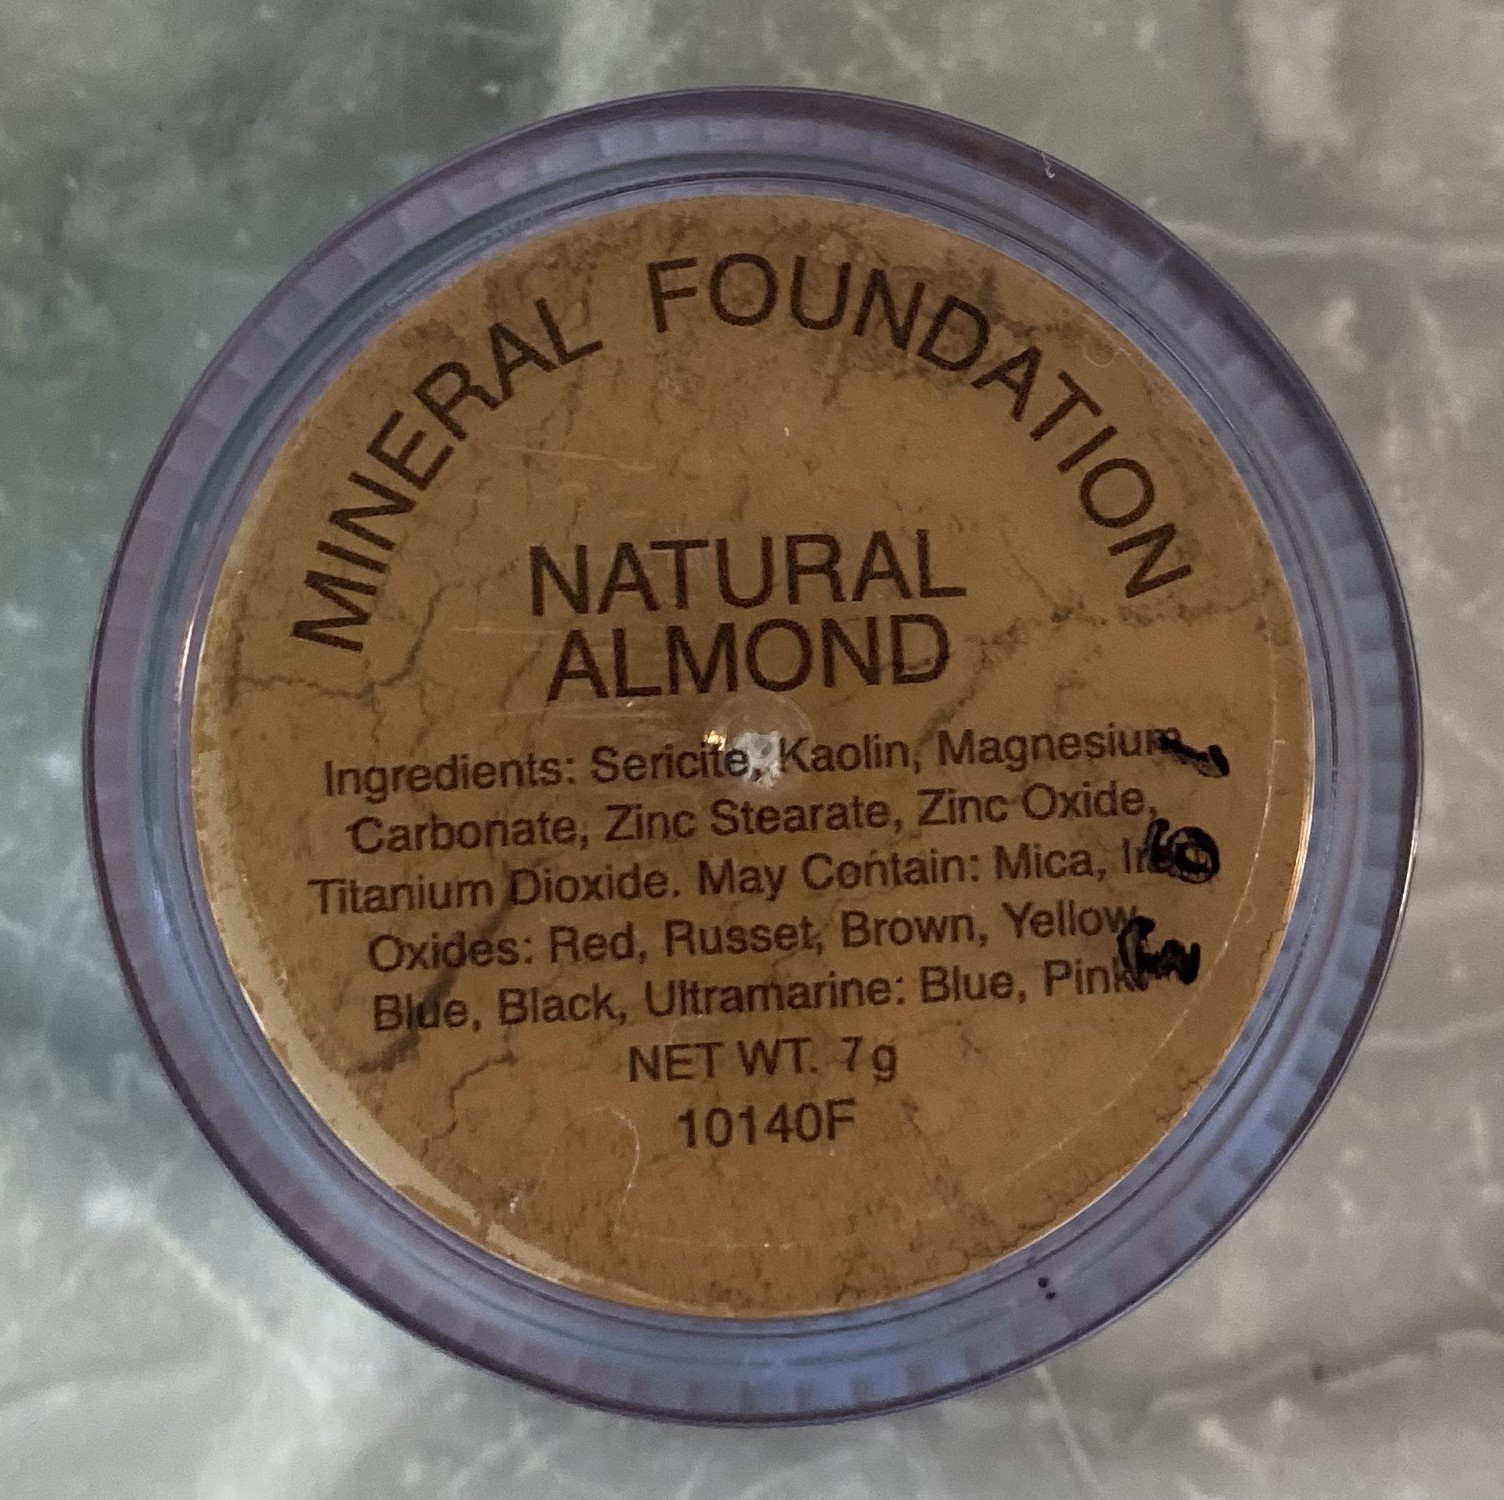 MINERAL FOUNDATION
NATURAL
ALMOND
Ingredients: Sericite, Kaolin, Magnesium
Carbonate, Zinc Stearate, Zinc Oxide,
Titanium Dioxide. May Contain: Mica,
Oxides: Red, Russet, Brown, Yellow
Blue, Black, Ultramarine: Blue, Pink
NET WT. 7g
10140F